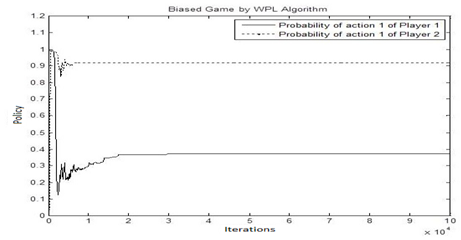 Biased Game by WPL Algorithm
Probability of action 1 of Player 1
Probability of action 1 of Player 2
1.2
1
0.9
0.8
0.7
0.6
0.5
0.4
0.3
0.2
0.1
0
Policy
0 1 2 3 4 5 6 7 8 9 10
x 10^4
Iterations